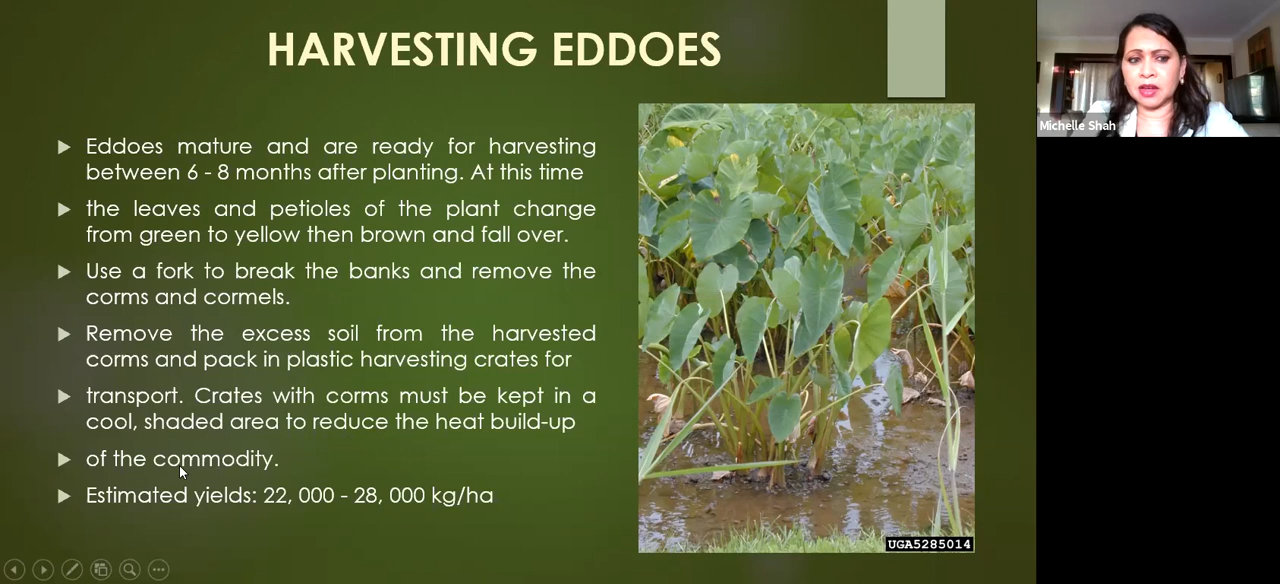 HARVESTING EDDOES
Eddoes mature and are ready for harvesting
between 6 - 8 months after planting. At this time
the leaves and petioles of the plant change
from green to yellow then brown and fall over.
Use a fork to break the banks and remove the
corms and cormels.
Remove the excess soil from the harvested
corms and pack in plastic harvesting crates for
transport. Crates with corms must be kept in a
cool, shaded area to reduce the heat build-up
of the commodity.
Estimated yields: 22, 000 - 28, 000 kg/ha
UGA5285014
Michelle Shah